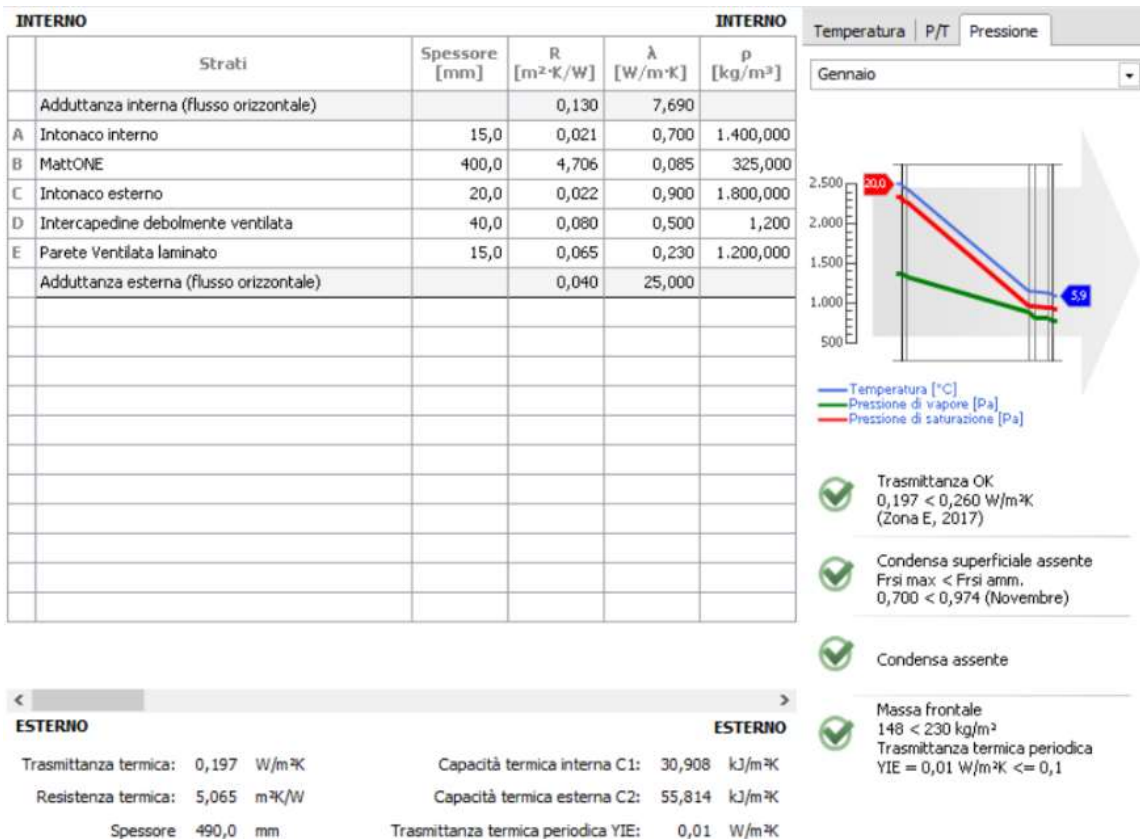 INTERNO INTERNO
Strati Spessore [mm] R [m²·K/W] λ [W/m·K] ρ [kg/m³]
Adduttanza interna (flusso orizzontale) 0,130 7,690
A Intonaco interno 15,0 0,021 0,700 1.400,000
B MattONE 400,0 4,706 0,085 325,000
C Intonaco esterno 20,0 0,022 0,900 1.800,000
D Intercapedine debolmente ventilata 40,0 0,080 0,500 1,200
E Parete Ventilata laminato 15,0 0,065 0,230 1.200,000
Adduttanza esterna (flusso orizzontale) 0,040 25,000
ESTERNO ESTERNO
Trasmittanza termica: 0,197 W/m²K Capacità termica interna C1: 30,908 kJ/m²K
Resistenza termica: 5,065 m²K/W Capacità termica esterna C2: 55,814 kJ/m²K
Spessore 490,0 mm Trasmittanza termica periodica YIE: 0,01 W/m²K
Temperatura P/T Pressione
Gennaio
2.500
20,0
2.000
1.500
1.000
5,9
500
Temperatura [°C]
Pressione di vapore [Pa]
Pressione di saturazione [Pa]
Trasmittanza OK
0,197 < 0,260 W/m²K
(Zona E, 2017)
Condensa superficiale assente
Frsi max < Frsi amm.
0,700 < 0,974 (Novembre)
Condensa assente
Massa frontale
148 < 230 kg/m²
Trasmittanza termica periodica
YIE = 0,01 W/m²K <= 0,1